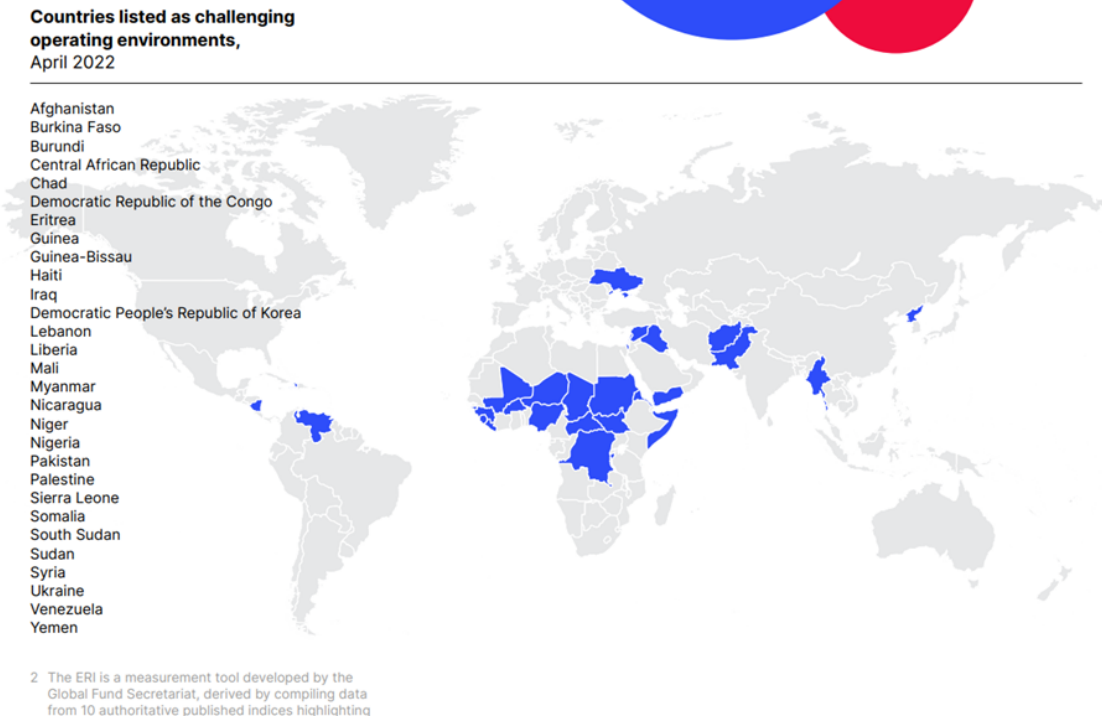 Countries listed as challenging
operating environments,
April 2022
Afghanistan
Burkina Faso
Burundi
Central African Republic
Chad
Democratic Republic of the Congo
Eritrea
Guinea
Guinea-Bissau
Haiti
Iraq
Democratic People's Republic of Korea
Lebanon
Liberia
Mali
Myanmar
Nicaragua
Niger
Nigeria
Pakistan
Palestine
Sierra Leone
Somalia
South Sudan
Sudan
Syria
Ukraine
Venezuela
Yemen
2 The ERI is a measurement tool developed by the
Global Fund Secretariat, derived by compiling data
from 10 authoritative published indices highlighting